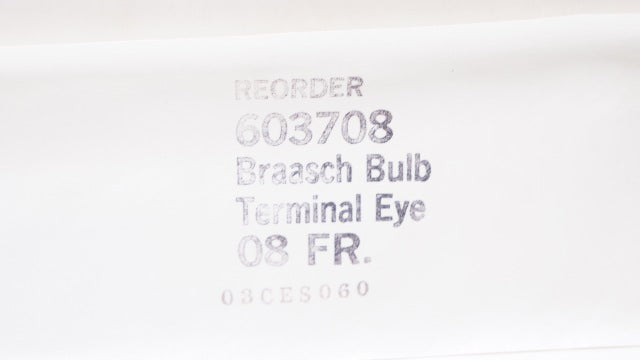 REORDER
603708
Braasch Bulb
Terminal Eye
08 FR.
03CES060